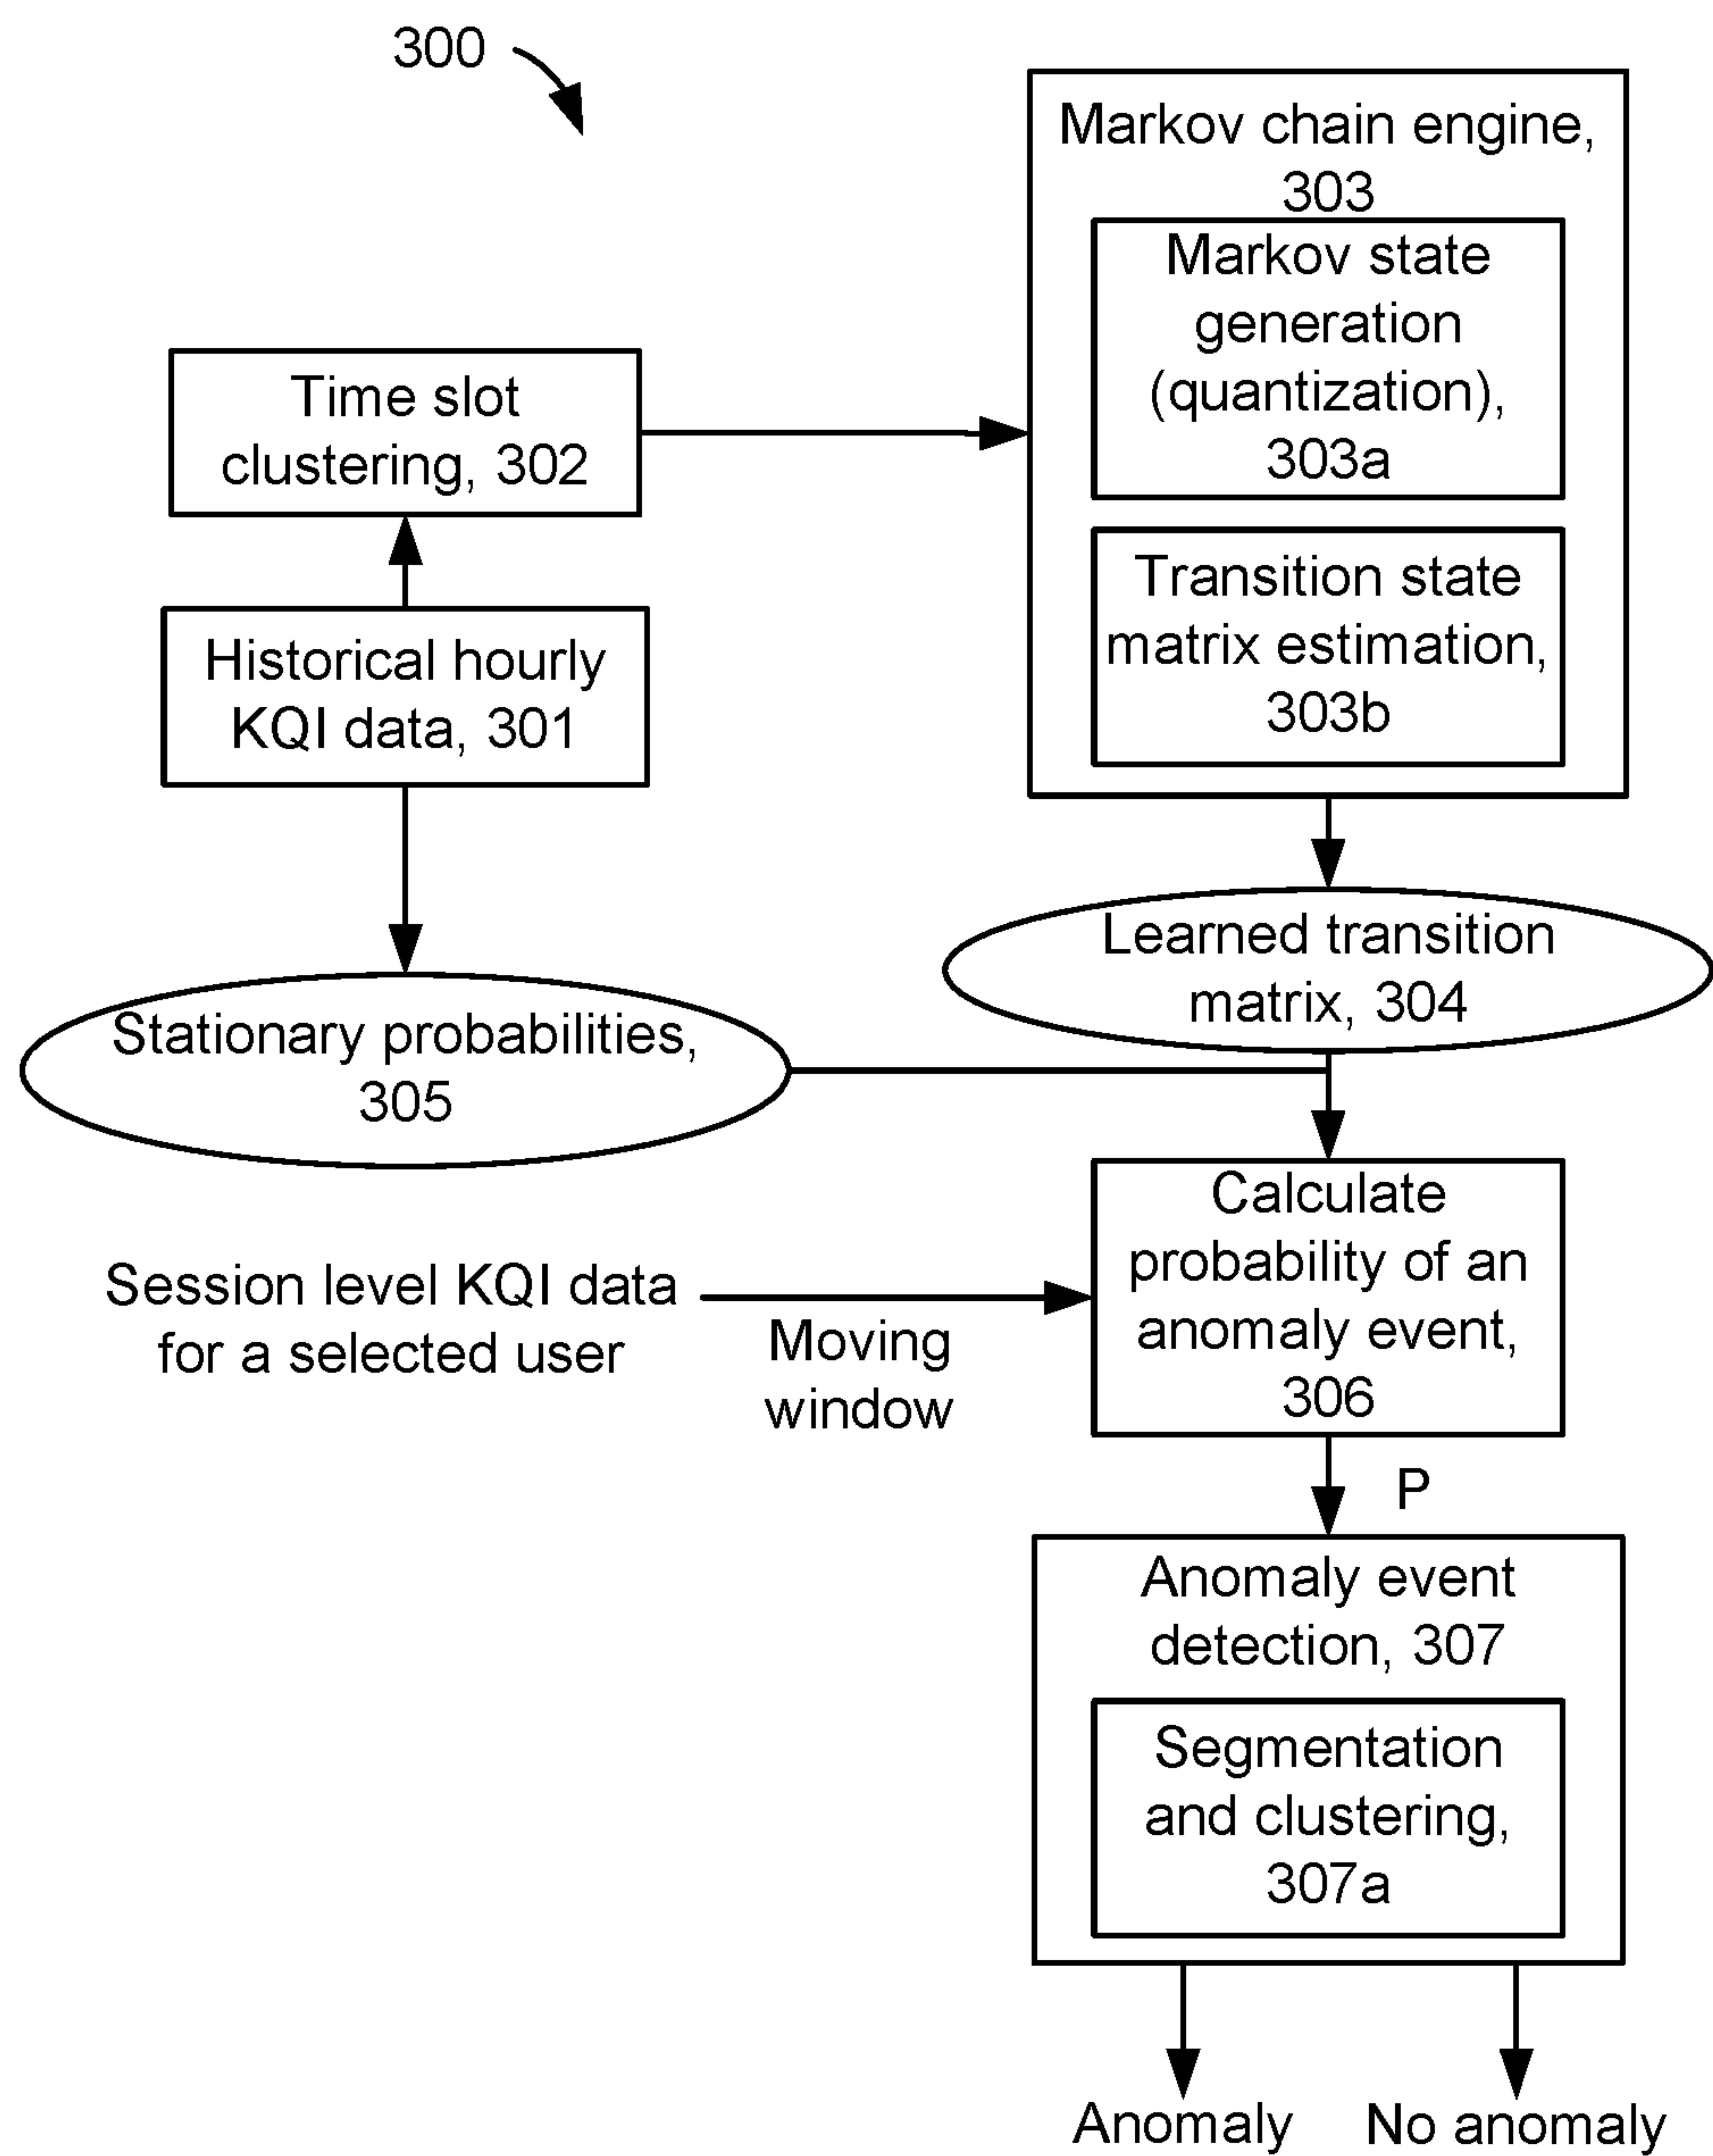 300
Markov chain engine,
303
Markov state
generation
(quantization),
303a
Transition state
matrix estimation,
303b
Time slot
clustering, 302
Historical hourly
KQI data, 301
Learned transition
matrix, 304
Stationary probabilities,
305
Calculate
probability of an
anomaly event,
306
Session level KQI data
for a selected user
Moving
window
P
Anomaly event
detection, 307
Segmentation
and clustering,
307a
Anomaly
No anomaly